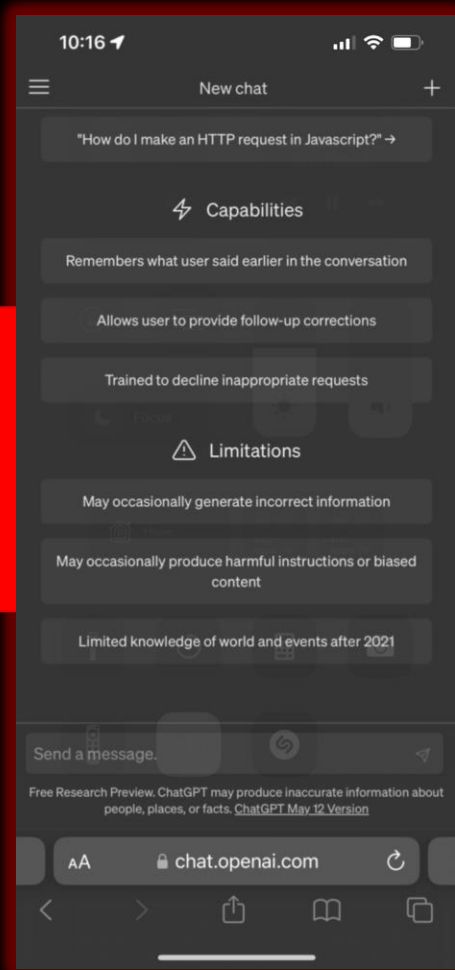 10:16
New chat
"How do I make an HTTP request in Javascript?" →
Capabilities
Remembers what user said earlier in the conversation
Allows user to provide follow-up corrections
Trained to decline inappropriate requests
Focus
Limitations
May occasionally generate incorrect information
May occasionally produce harmful instructions or biased
content
Limited knowledge of world and events after 2021
Send a message.
Free Research Preview. ChatGPT may produce inaccurate information about
people, places, or facts. ChatGPT May 12 Version
AA chat.openai.com